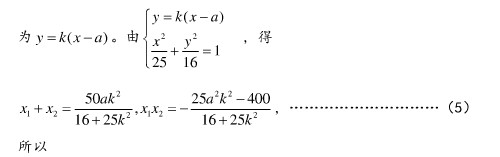 为 y=k(x−a)。由 { y=k(x−a)
x²/25 + y²/16 = 1 ，得
x₁+x₂ = 50ak²/(16+25k²), x₁x₂ = −(25a²k²−400)/(16+25k²)，…………………………（5）
所以